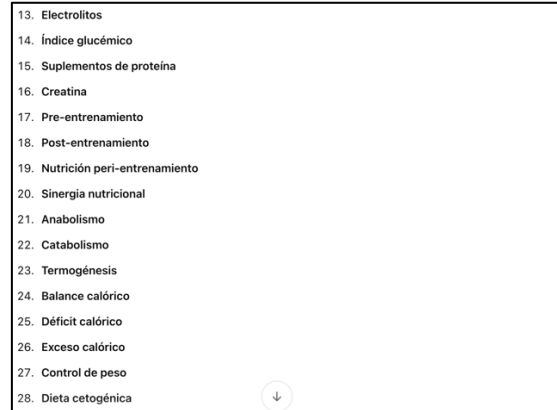 13. Electrolitos
14. Índice glucémico
15. Suplementos de proteína
16. Creatina
17. Pre-entrenamiento
18. Post-entrenamiento
19. Nutrición peri-entrenamiento
20. Sinergia nutricional
21. Anabolismo
22. Catabolismo
23. Termogénesis
24. Balance calórico
25. Déficit calórico
26. Exceso calórico
27. Control de peso
28. Dieta cetogénica